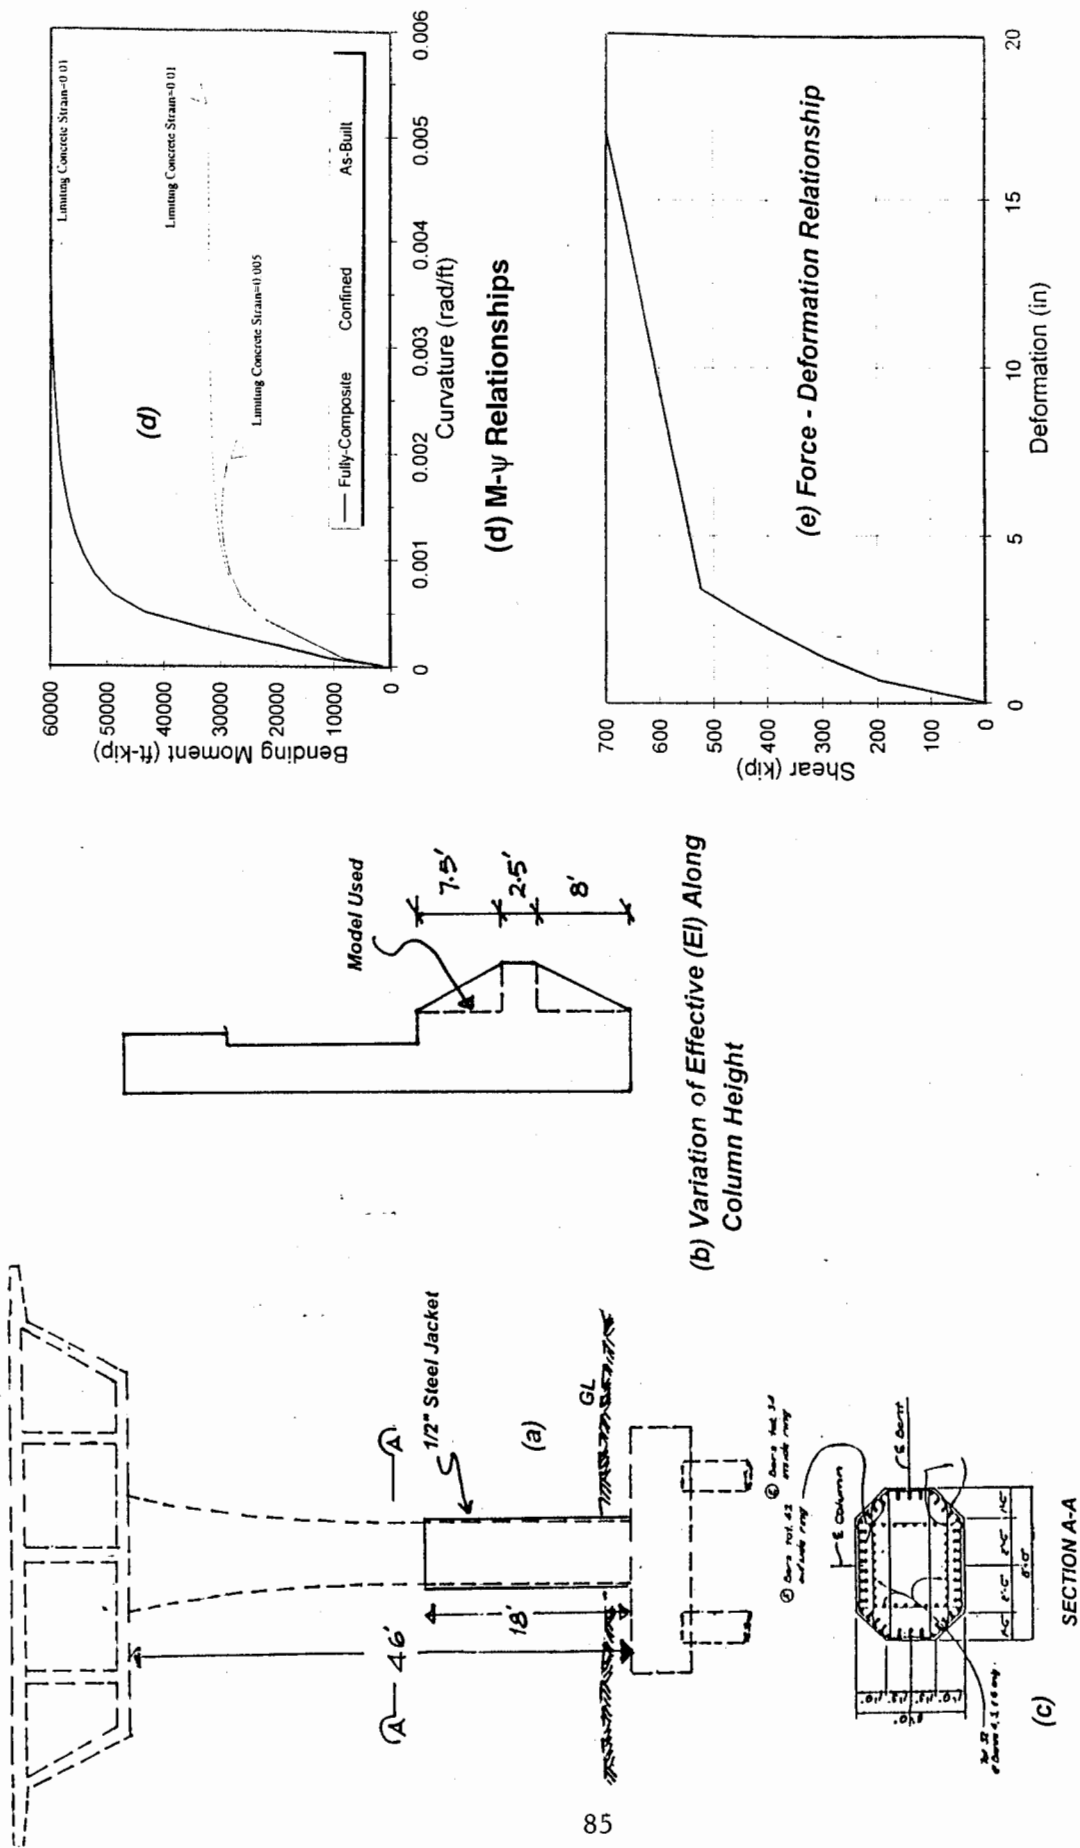 A
A
1/2" Steel Jacket
(a)
GL
46'
18'
℄ Column
℄ Bent
8'-0"
(c)
SECTION A-A
Model Used
7.5'
2.5'
8'
(b) Variation of Effective (EI) Along
Column Height
Bending Moment (ft-kip)
60000
50000
40000
30000
20000
10000
0
Limiting Concrete Strain=0.01
Limiting Concrete Strain=0.01
Limiting Concrete Strain=0.005
(d)
Fully-Composite Confined As-Built
0 0.001 0.002 0.003 0.004 0.005 0.006
Curvature (rad/ft)
(d) M-ψ Relationships
Shear (kip)
700
600
500
400
300
200
100
0
(e) Force - Deformation Relationship
0 5 10 15 20
Deformation (in)
85